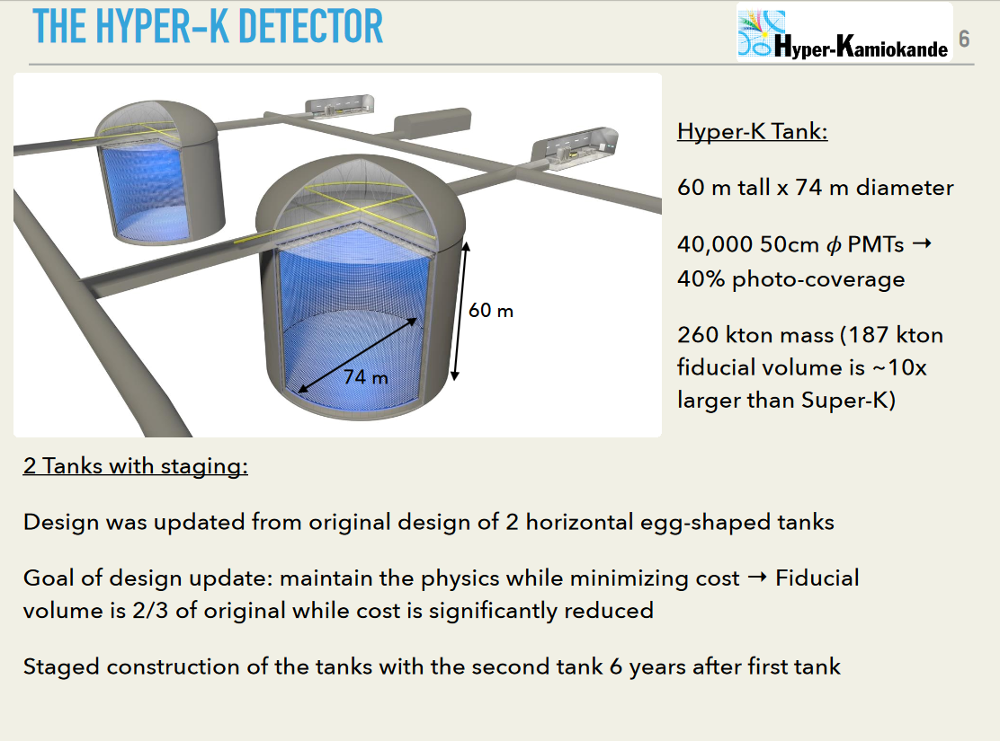 THE HYPER-K DETECTOR
Hyper-Kamiokande
6
60 m
74 m
Hyper-K Tank:
60 m tall x 74 m diameter
40,000 50cm ϕ PMTs →
40% photo-coverage
260 kton mass (187 kton
fiducial volume is ~10x
larger than Super-K)
2 Tanks with staging:
Design was updated from original design of 2 horizontal egg-shaped tanks
Goal of design update: maintain the physics while minimizing cost → Fiducial
volume is 2/3 of original while cost is significantly reduced
Staged construction of the tanks with the second tank 6 years after first tank